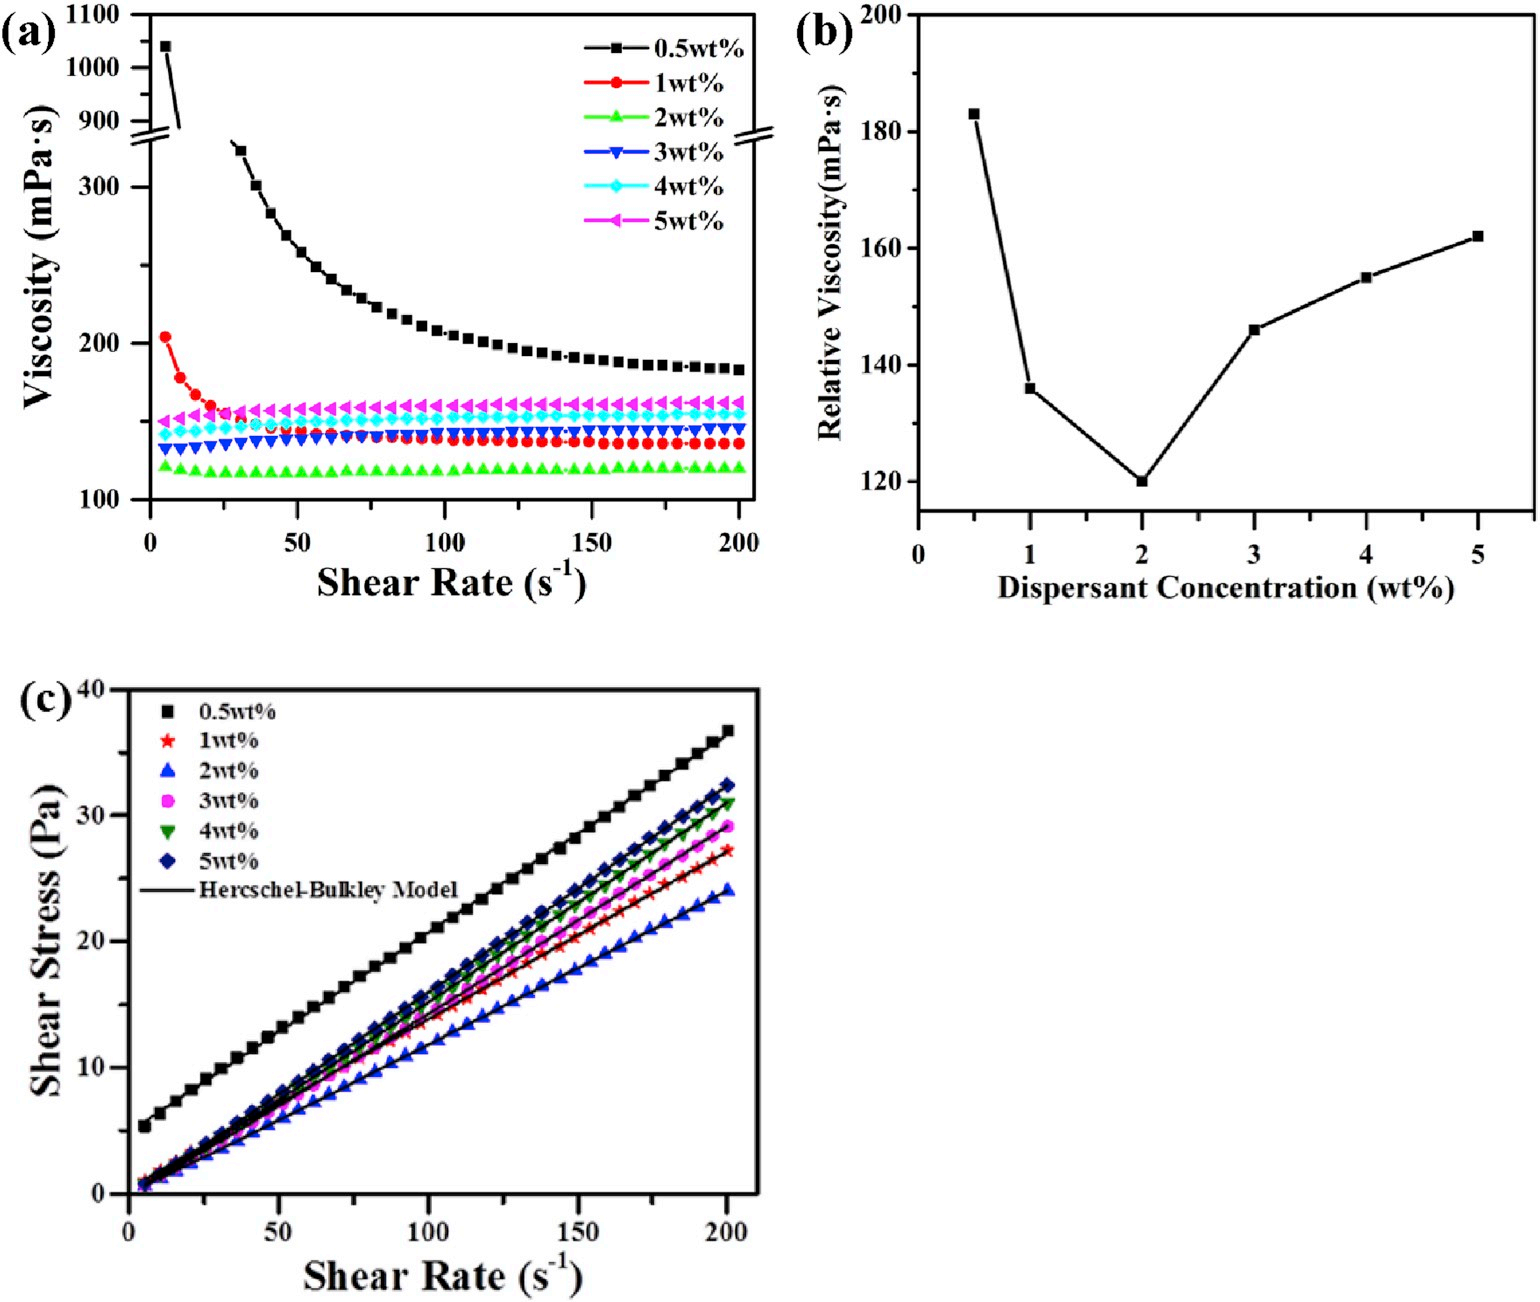 (a)
1100
1000
900
300
200
100
Viscosity (mPa·s)
0.5wt%
1wt%
2wt%
3wt%
4wt%
5wt%
0 50 100 150 200
Shear Rate (s-1)
(b)
200
180
160
140
120
Relative Viscosity(mPa·s)
0 1 2 3 4 5
Dispersant Concentration (wt%)
(c)
40
30
20
10
0
Shear Stress (Pa)
0.5wt%
1wt%
2wt%
3wt%
4wt%
5wt%
Hercschel-Bulkley Model
0 50 100 150 200
Shear Rate (s-1)